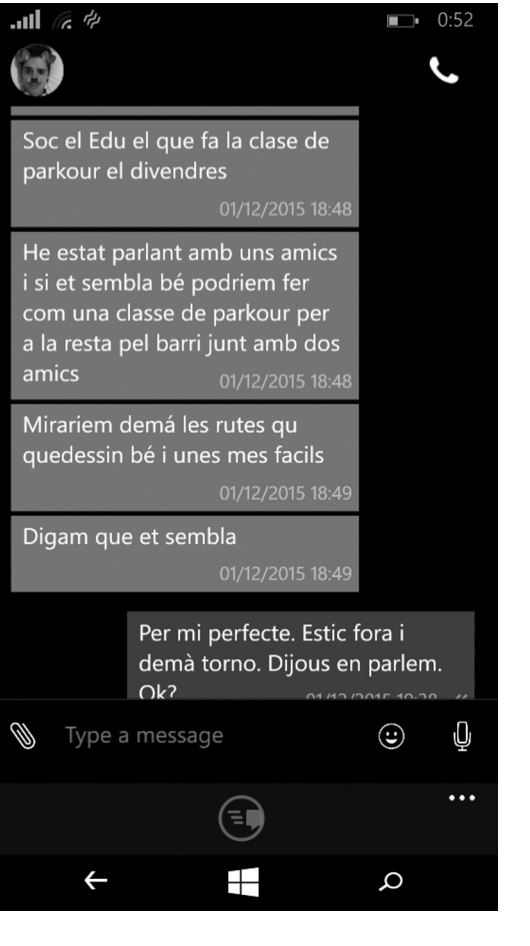 0:52
Soc el Edu el que fa la clase de
parkour el divendres
01/12/2015 18:48
He estat parlant amb uns amics
i si et sembla bé podriem fer
com una classe de parkour per
a la resta pel barri junt amb dos
amics
01/12/2015 18:48
Mirariem demá les rutes qu
quedessin bé i unes mes facils
01/12/2015 18:49
Digam que et sembla
01/12/2015 18:49
Per mi perfecte. Estic fora i
demà torno. Dijous en parlem.
Ok?
Type a message